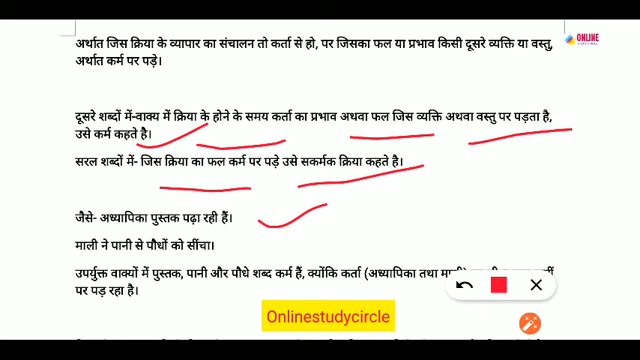 ONLINE
अर्थात जिस क्रिया के व्यापार का संचालन तो कर्ता से हो, पर जिसका फल या प्रभाव किसी दूसरे व्यक्ति या वस्तु,
अर्थात कर्म पर पड़े।
दूसरे शब्दों में-वाक्य में क्रिया के होने के समय कर्ता का प्रभाव अथवा फल जिस व्यक्ति अथवा वस्तु पर पड़ता है,
उसे कर्म कहते है।
सरल शब्दों में- जिस क्रिया का फल कर्म पर पड़े उसे सकर्मक क्रिया कहते है।
जैसे- अध्यापिका पुस्तक पढ़ा रही हैं।
माली ने पानी से पौधों को सींचा।
उपर्युक्त वाक्यों में पुस्तक, पानी और पौधे शब्द कर्म हैं, क्योंकि कर्ता (अध्यापिका तथा माली)
पर पड़ रहा है।
Onlinestudycircle